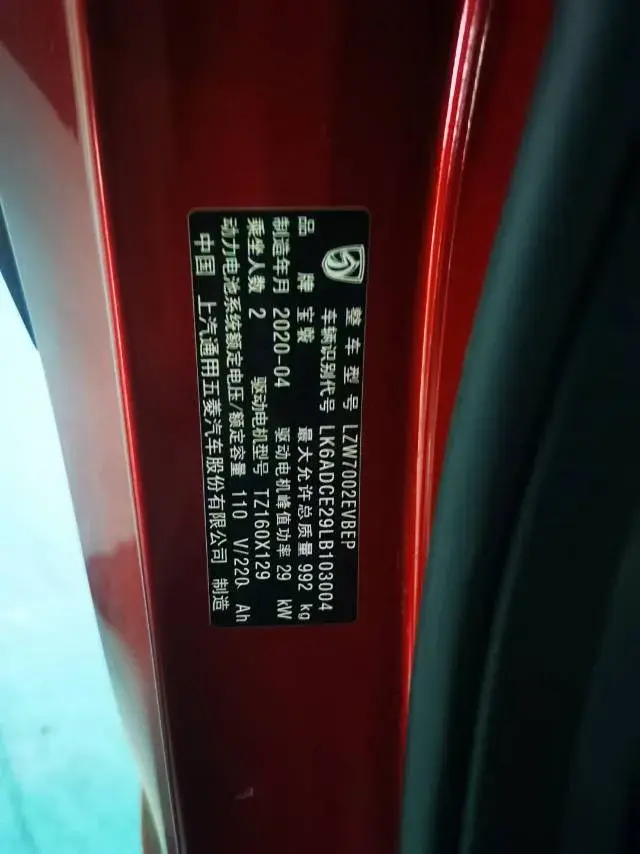 整车型号 LZW7002EVBEP
车辆识别代号 LK6ADCE29LB103004
品牌 宝骏 最大允许总质量 992 kg
制造年月 2020-04 驱动电机峰值功率 29 kW
乘坐人数 2 驱动电机型号 TZ160X129
动力电池系统额定电压/额定容量 110 V/220 Ah
中国 上汽通用五菱汽车股份有限公司 制造